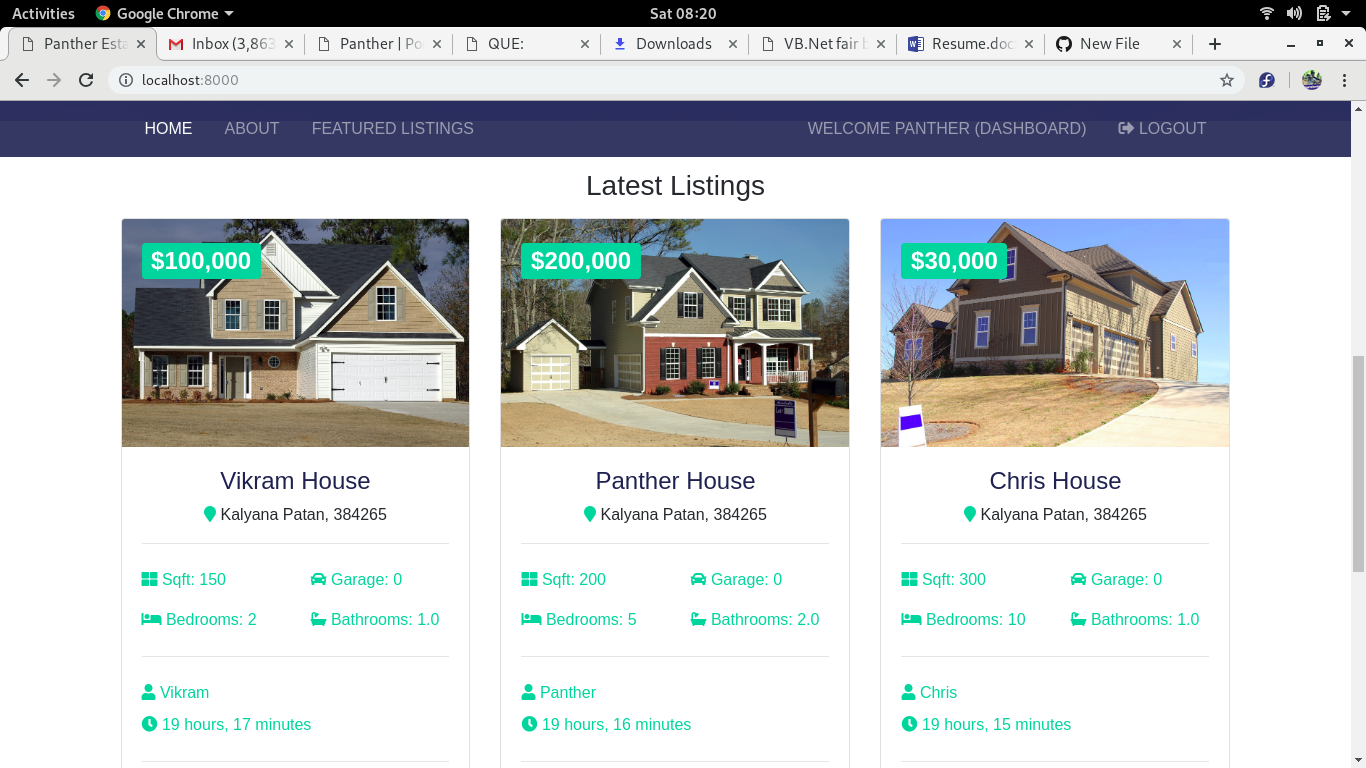 Activities Google Chrome Sat 08:20
Panther Esta Inbox (3,863 Panther | Po QUE: Downloads VB.Net fair b Resume.doc New File
localhost:8000
HOME ABOUT FEATURED LISTINGS WELCOME PANTHER (DASHBOARD) LOGOUT
Latest Listings
$100,000
Vikram House
Kalyana Patan, 384265
Sqft: 150 Garage: 0
Bedrooms: 2 Bathrooms: 1.0
Vikram
19 hours, 17 minutes
$200,000
Panther House
Kalyana Patan, 384265
Sqft: 200 Garage: 0
Bedrooms: 5 Bathrooms: 2.0
Panther
19 hours, 16 minutes
$30,000
Chris House
Kalyana Patan, 384265
Sqft: 300 Garage: 0
Bedrooms: 10 Bathrooms: 1.0
Chris
19 hours, 15 minutes